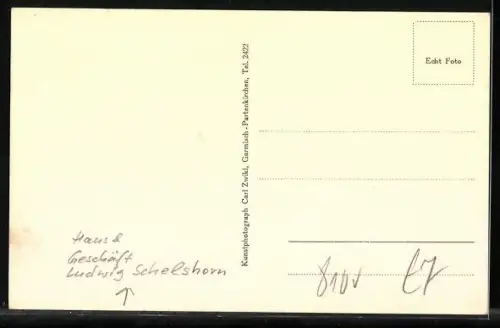 Haus &
Geschäft
Ludwig Schelshorn
Kunstphotograph Carl Zwikl, Garmisch-Partenkirchen, Tel. 2422
Echt Foto